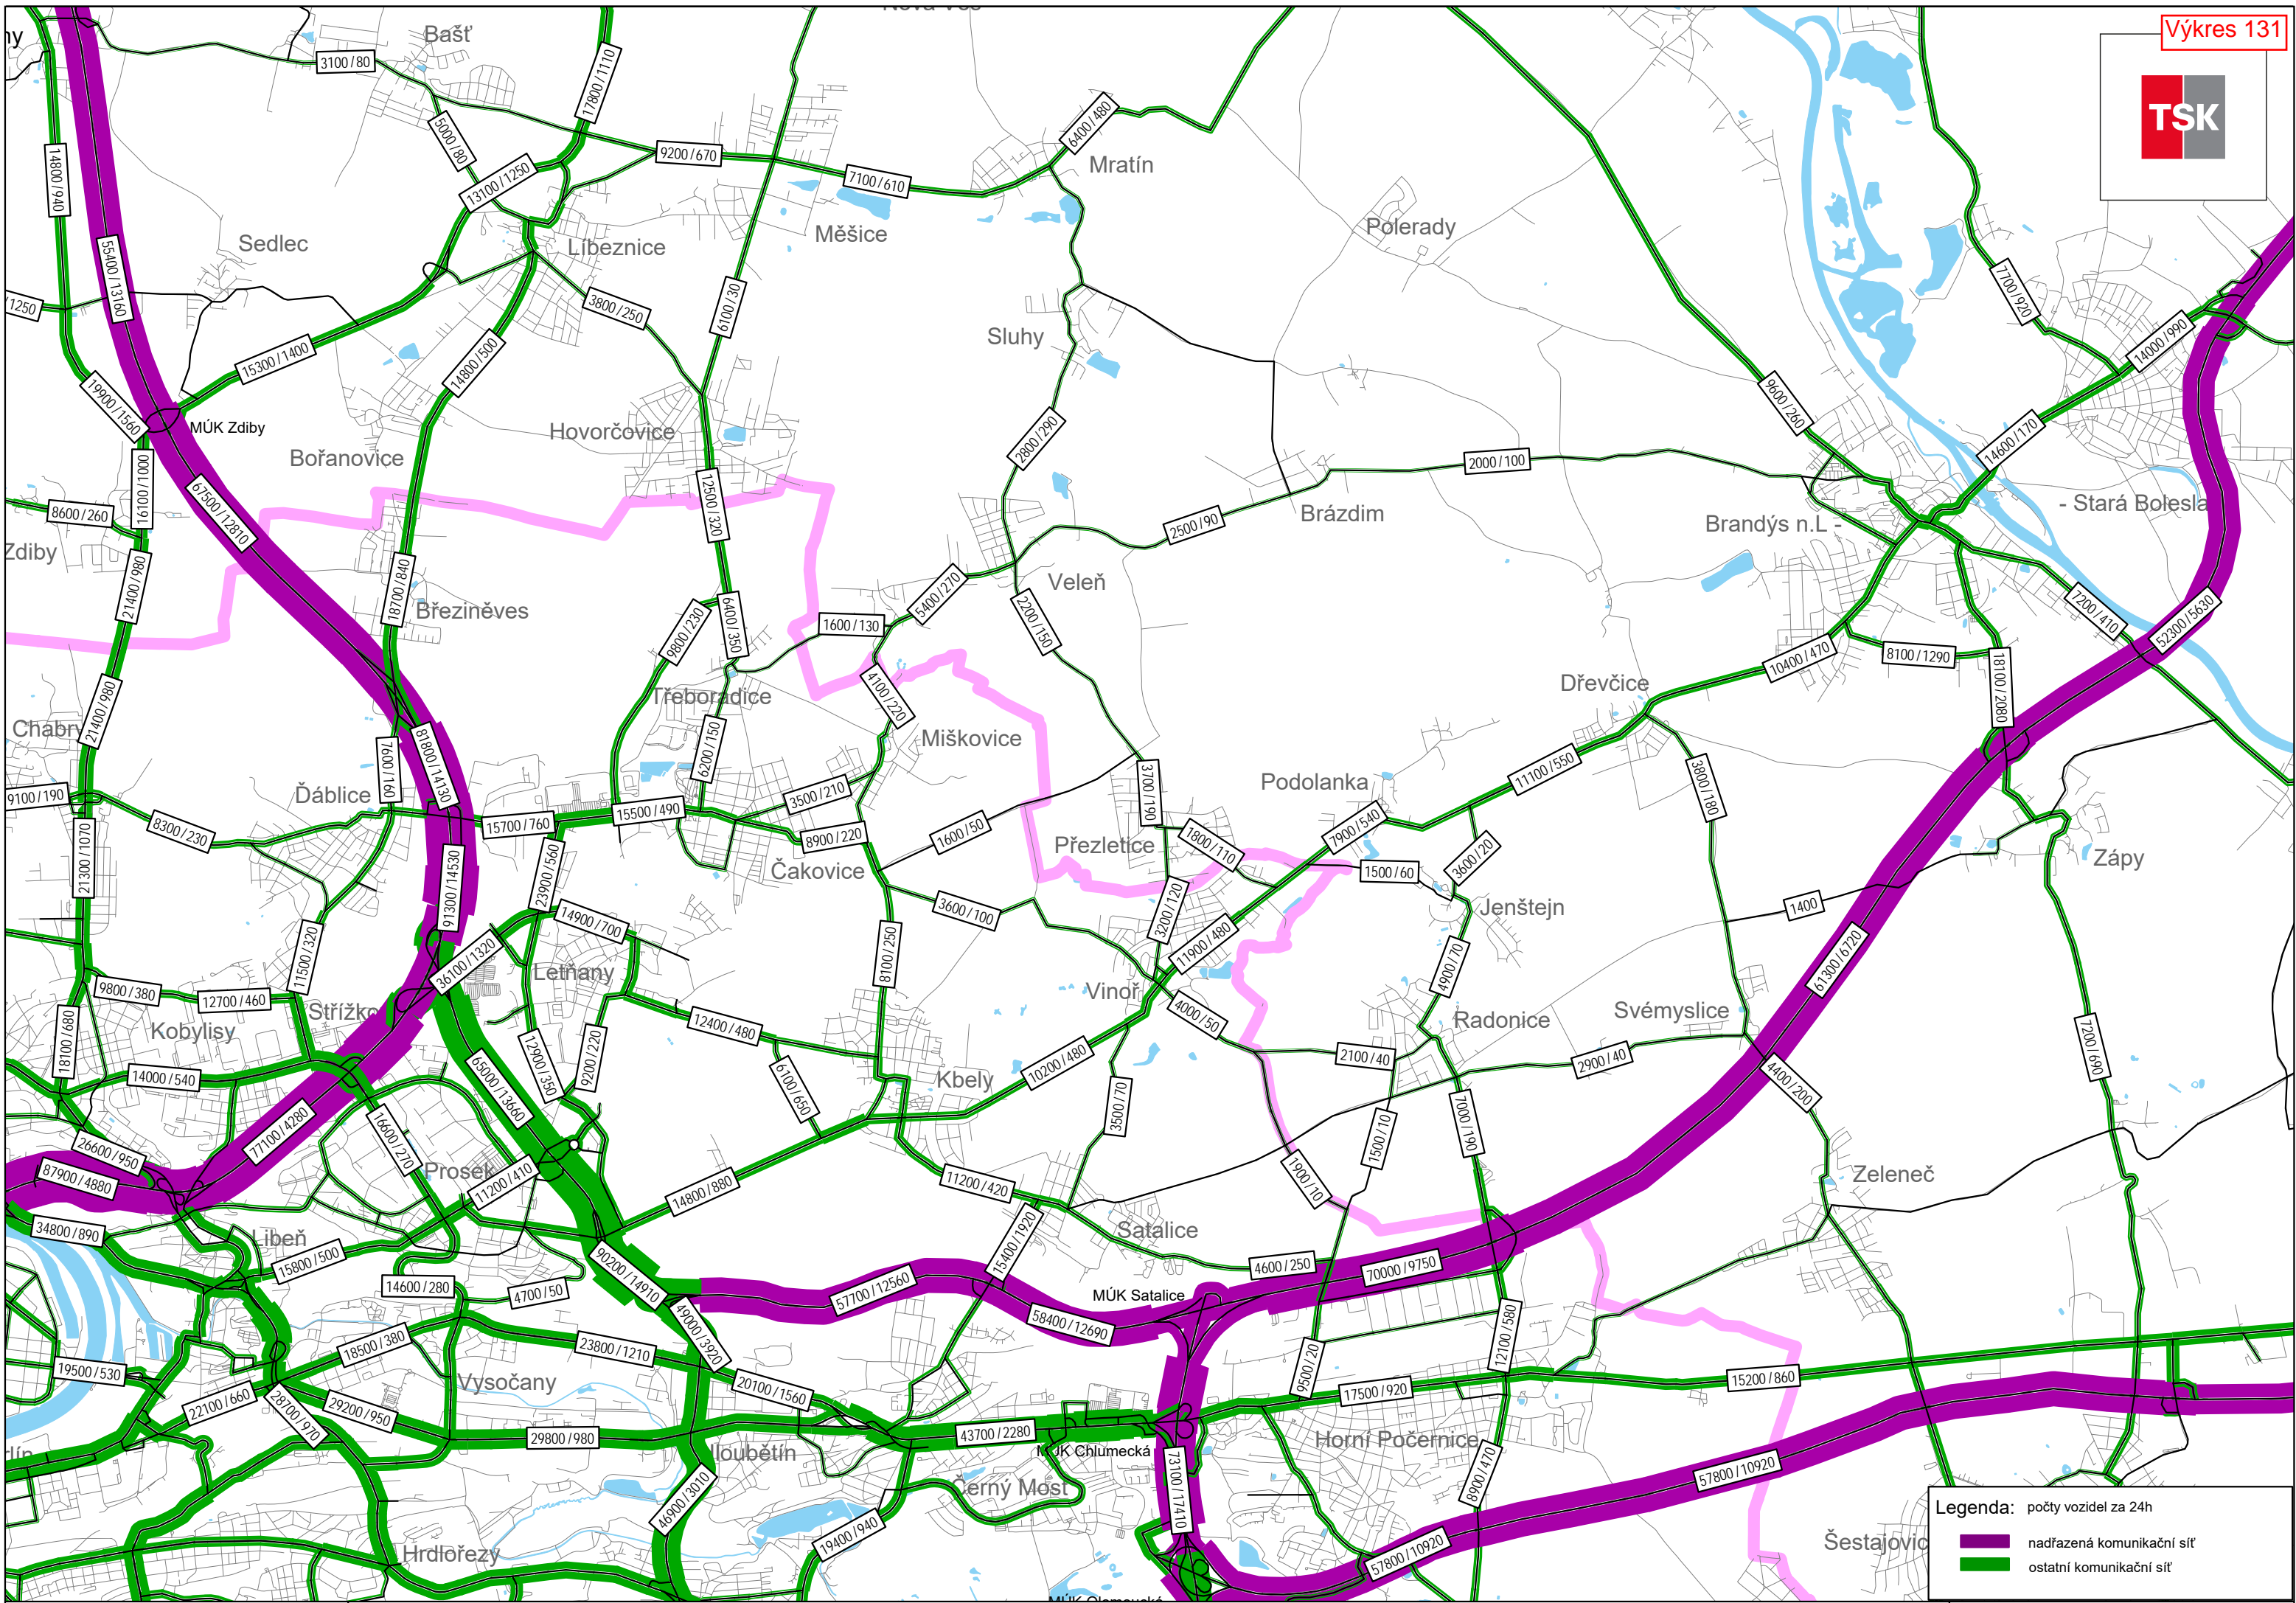 Výkres 131
TSK
Bašť
3100/80
17800/1110
5000/80
6400/480
14800/940
9200/670
13100/1250
7100/610
Mratín
Sedlec
Líbeznice
Měšice
Polerady
55400/13160
7700/920
/1250
3800/250
6100/30
Sluhy
15300/1400
14800/500
14000/990
19900/1560
MÚK Zdiby
Hovorčovice
9600/260
2800/290
14600/170
Bořanovice
2000/100
16100/1000
67500/12810
12500/320
8600/260
2500/90
Brázdim
Brandýs n.L -
- Stará Bolesla
Zdiby
21400/980
18700/840
Březiněves
Veleň
5400/270
9800/230
6400/350
1600/130
2200/150
7200/410
52300/5630
10400/470
8100/1290
18100/2080
Třeboradice
4100/220
Dřevčice
21400/980
Chabry
Miškovice
6200/150
7600/160
81800/14130
11100/550
3800/180
9100/190
Ďáblice
3500/210
3700/190
Podolanka
8300/230
15700/760
15500/490
8900/220
1600/50
1800/110
7900/540
Přezletice
3600/20
21300/1070
91300/14530
23900/560
Čakovice
1500/60
Zápy
14900/700
3600/100
3200/120
Jenštejn
1400
11500/320
36100/1320
8100/250
11900/480
61300/6720
Letňany
4900/70
9800/380
12700/460
Vinoř
Střížko
Kobylisy
12400/480
4000/50
Radonice
Svémyslice
18100/680
65000/13660
12900/350
9200/220
2100/40
2900/40
7200/690
14000/540
6100/650
Kbely
10200/480
4400/200
3500/70
16600/270
77100/4280
7000/190
1500/10
26600/950
87900/4880
Prosek
11200/410
14800/880
11200/420
1900/10
Zeleneč
34800/890
Libeň
15800/500
15400/1920
Satalice
90200/14910
4600/250
70000/9750
14600/280
4700/50
57700/12560
MÚK Satalice
49000/3920
58400/12690
18500/380
23800/1210
12100/580
19500/530
9500/20
Vysočany
20100/1560
17500/920
15200/860
22100/660
28700/970
29200/950
29800/980
43700/2280
Horní Počernice
loubětín
MÚK Chlumecká
8900/470
57800/10920
73100/17410
46900/3010
Černý Most
19400/940
Hrdlořezy
57800/10920
Šestajovic
Legenda: počty vozidel za 24h
nadřazená komunikační síť
ostatní komunikační síť